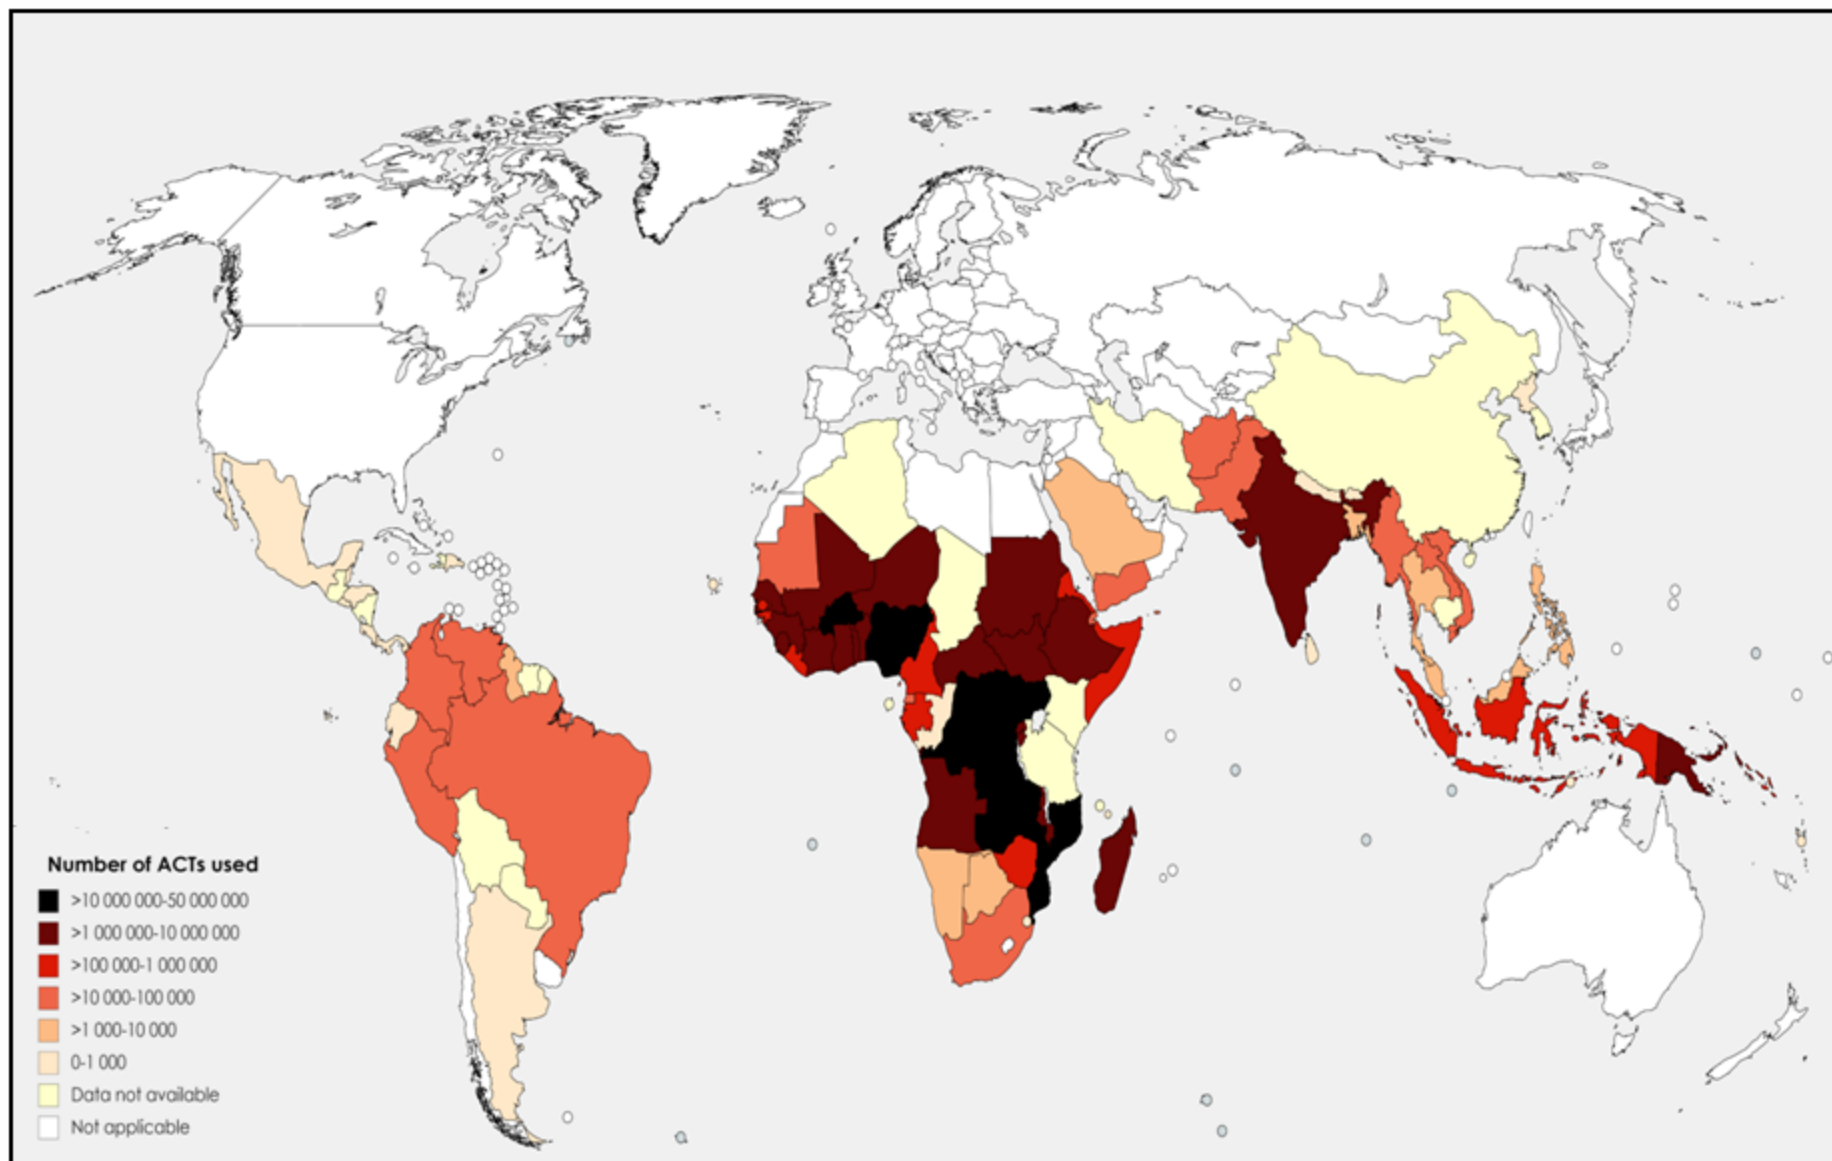 Number of ACTs used
>10 000 000-50 000 000
>1 000 000-10 000 000
>100 000-1 000 000
>10 000-100 000
>1 000-10 000
0-1 000
Data not available
Not applicable